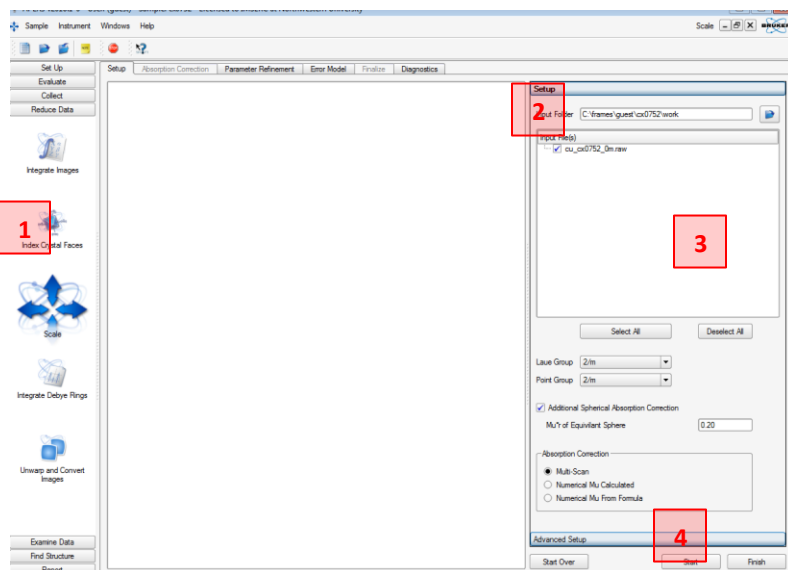 Sample Instrument Windows Help Scale BRUKER
Set Up
Evaluate
Collect
Reduce Data
Integrate Images
1
Index Crystal Faces
Scale
Integrate Debye Rings
Unwarp and Convert
Images
Examine Data
Find Structure
Report
Setup Absorption Correction Parameter Refinement Error Model Finalize Diagnostics
Setup
2
Input Folder C:\frames\guest\cx0752\work
Input File(s)
cu_cx0752_0m.raw
3
Select All Deselect All
Laue Group 2/m
Point Group 2/m
Additional Spherical Absorption Correction
Mu*r of Equivilant Sphere 0.20
Absorption Correction
Multi-Scan
Numerical Mu Calculated
Numerical Mu From Formula
Advanced Setup
4
Start Over Start Finish